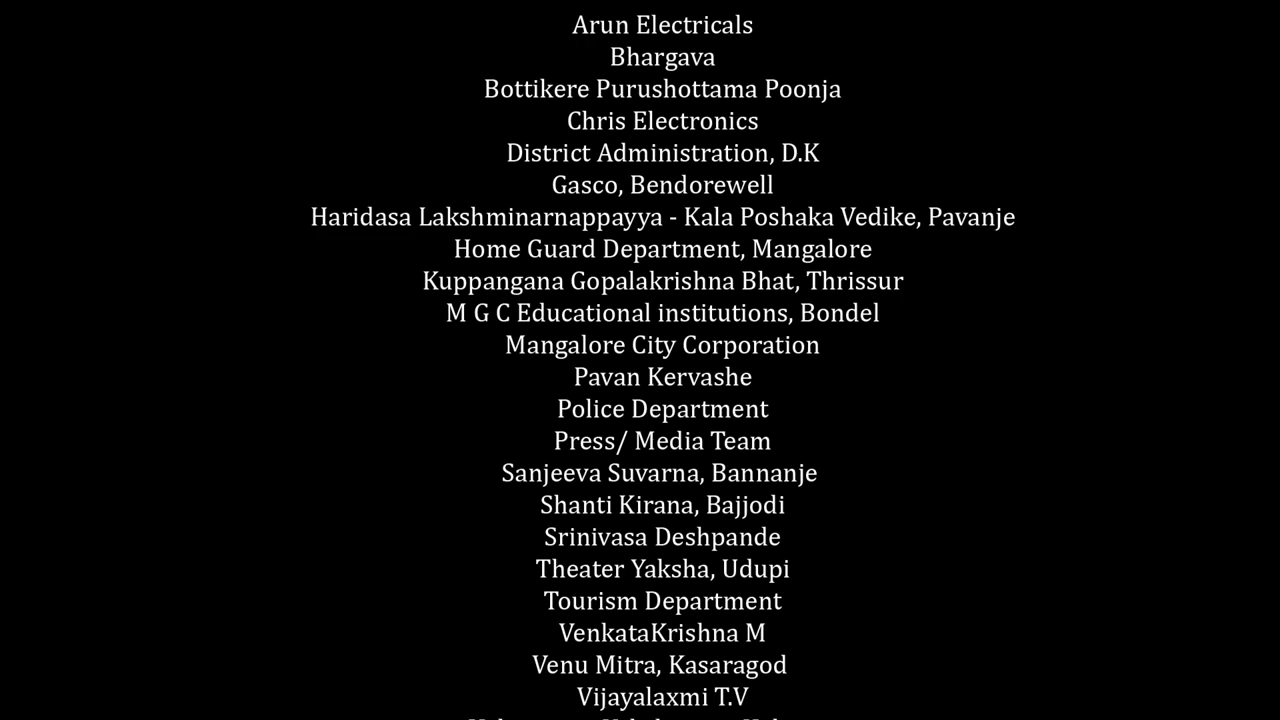 Arun Electricals
Bhargava
Bottikere Purushottama Poonja
Chris Electronics
District Administration, D.K
Gasco, Bendorewell
Haridasa Lakshminarnappayya - Kala Poshaka Vedike, Pavanje
Home Guard Department, Mangalore
Kuppangana Gopalakrishna Bhat, Thrissur
M G C Educational institutions, Bondel
Mangalore City Corporation
Pavan Kervashe
Police Department
Press/ Media Team
Sanjeeva Suvarna, Bannanje
Shanti Kirana, Bajjodi
Srinivasa Deshpande
Theater Yaksha, Udupi
Tourism Department
VenkataKrishna M
Venu Mitra, Kasaragod
Vijayalaxmi T.V